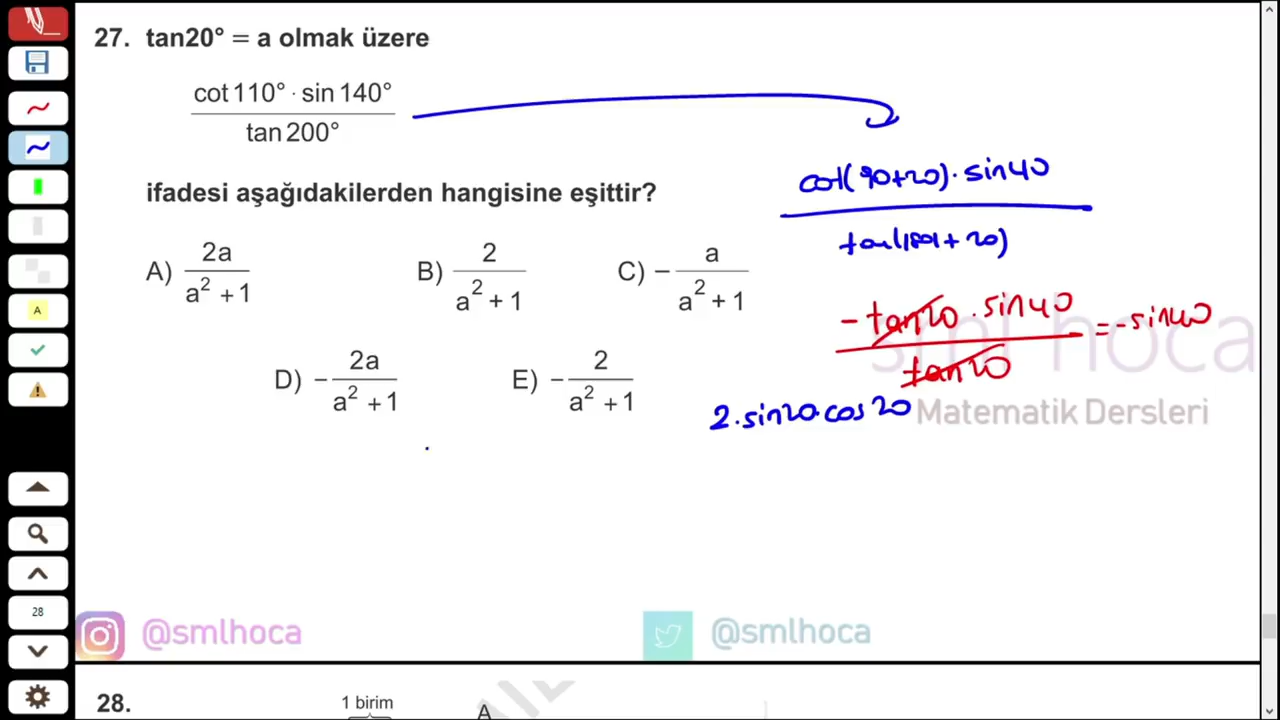 27. tan20° = a olmak üzere
cot 110° · sin 140°
tan 200°
ifadesi aşağıdakilerden hangisine eşittir?
A) 2a / a² + 1
B) 2 / a² + 1
C) - a / a² + 1
D) - 2a / a² + 1
E) - 2 / a² + 1
cot(90+20) · sin40
tan(180+20)
-tan20 · sin40
tan20
= -sin40
2·sin20·cos20
sml hoca
Matematik Dersleri
@smlhoca
@smlhoca
28.
1 birim
A
A
28